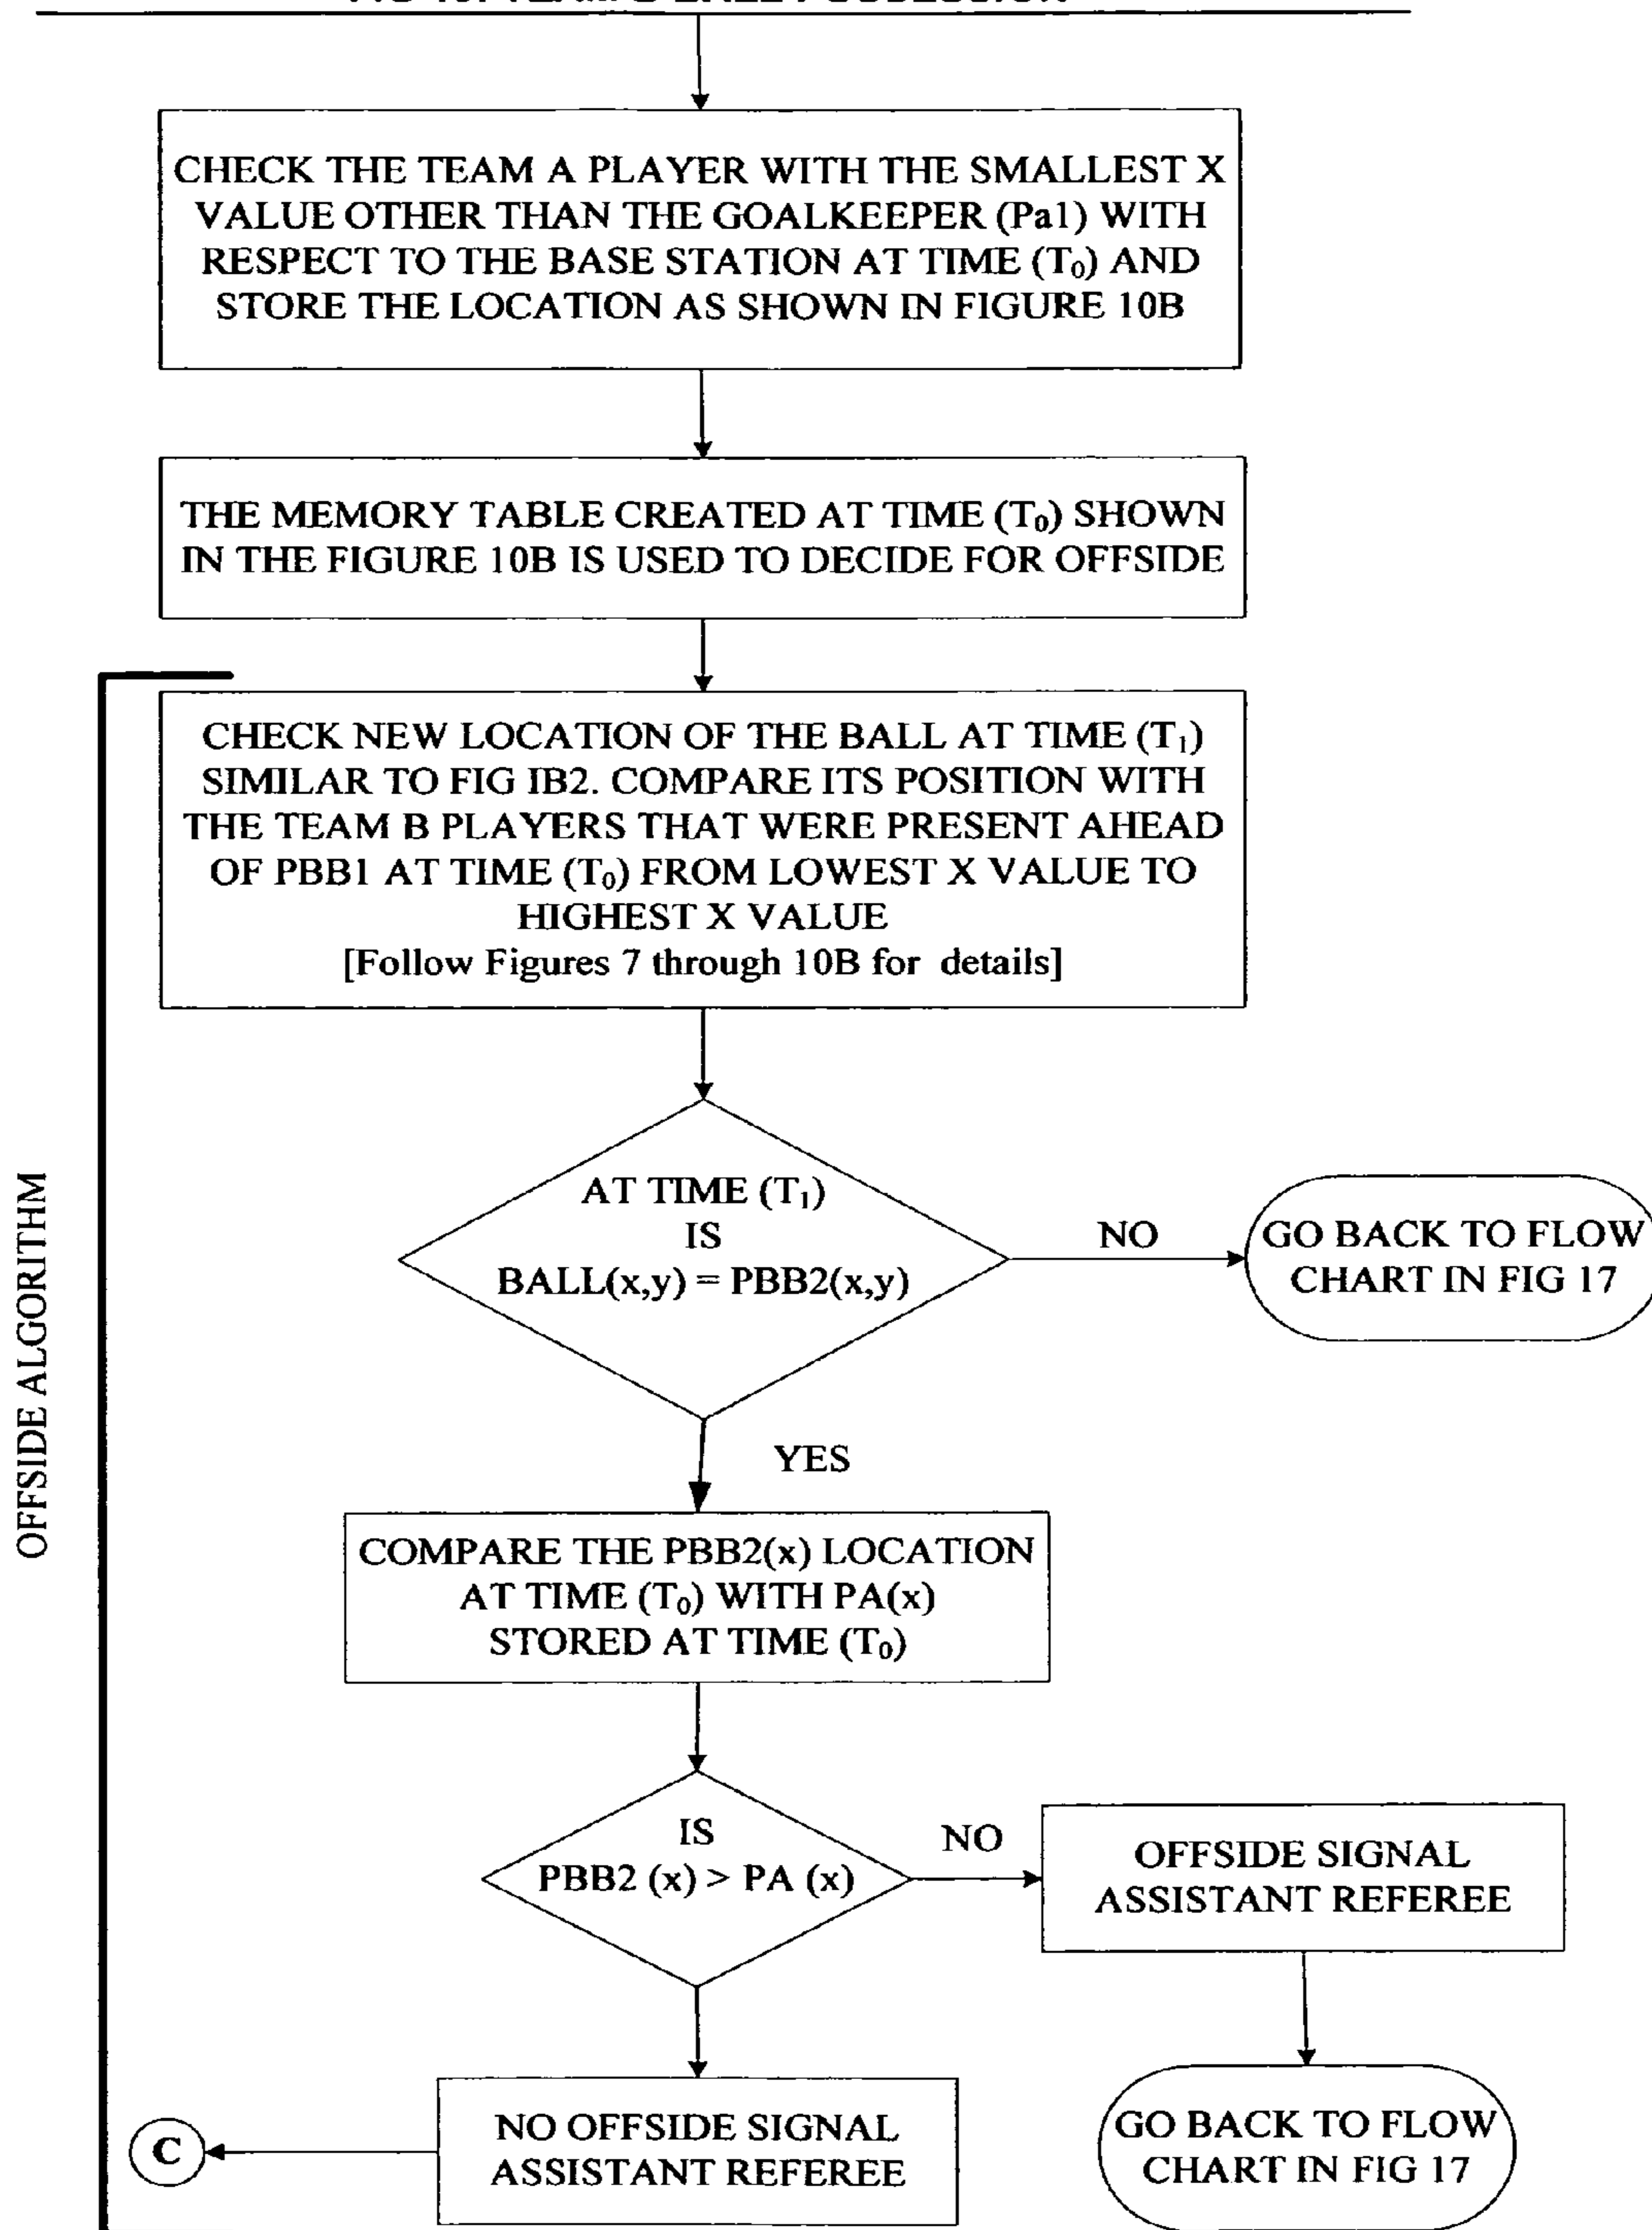 CHECK THE TEAM A PLAYER WITH THE SMALLEST X
VALUE OTHER THAN THE GOALKEEPER (Pa1) WITH
RESPECT TO THE BASE STATION AT TIME (T₀) AND
STORE THE LOCATION AS SHOWN IN FIGURE 10B
THE MEMORY TABLE CREATED AT TIME (T₀) SHOWN
IN THE FIGURE 10B IS USED TO DECIDE FOR OFFSIDE
CHECK NEW LOCATION OF THE BALL AT TIME (T₁)
SIMILAR TO FIG IB2. COMPARE ITS POSITION WITH
THE TEAM B PLAYERS THAT WERE PRESENT AHEAD
OF PBB1 AT TIME (T₀) FROM LOWEST X VALUE TO
HIGHEST X VALUE
[Follow Figures 7 through 10B for details]
OFFSIDE ALGORITHM
AT TIME (T₁)
IS
BALL(x,y) = PBB2(x,y)
NO
GO BACK TO FLOW
CHART IN FIG 17
YES
COMPARE THE PBB2(x) LOCATION
AT TIME (T₀) WITH PA(x)
STORED AT TIME (T₀)
IS
PBB2 (x) > PA (x)
NO
OFFSIDE SIGNAL
ASSISTANT REFEREE
NO OFFSIDE SIGNAL
ASSISTANT REFEREE
C
GO BACK TO FLOW
CHART IN FIG 17